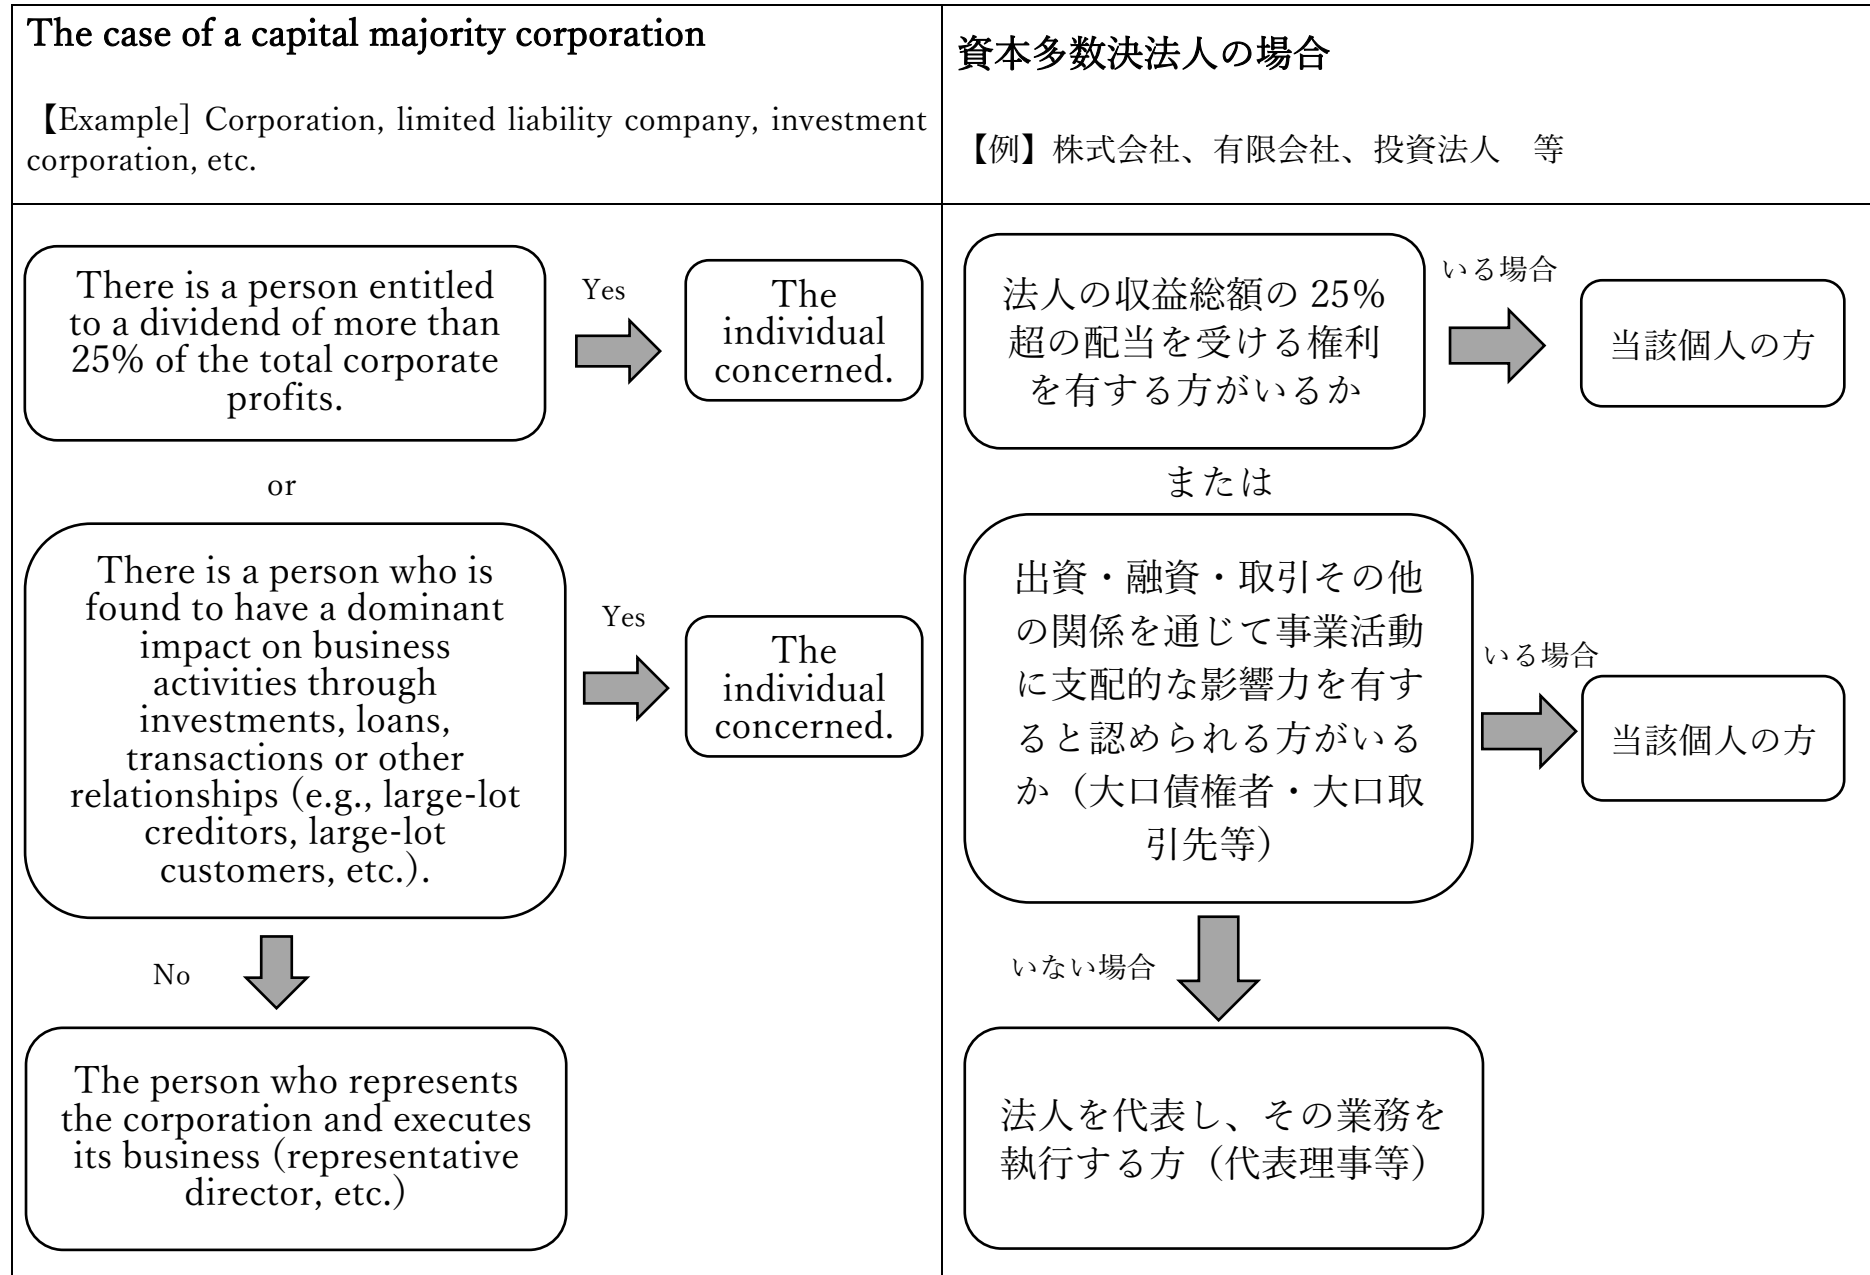 The case of a capital majority corporation
【Example] Corporation, limited liability company, investment
corporation, etc.
There is a person entitled
to a dividend of more than
25% of the total corporate
profits.
Yes
The
individual
concerned.
or
There is a person who is
found to have a dominant
impact on business
activities through
investments, loans,
transactions or other
relationships (e.g., large-lot
creditors, large-lot
customers, etc.).
Yes
The
individual
concerned.
No
The person who represents
the corporation and executes
its business (representative
director, etc.)
資本多数決法人の場合
【例】株式会社、有限会社、投資法人　等
法人の収益総額の 25%
超の配当を受ける権利
を有する方がいるか
いる場合
当該個人の方
または
出資・融資・取引その他
の関係を通じて事業活動
に支配的な影響力を有す
ると認められる方がいる
か（大口債権者・大口取
引先等）
いる場合
当該個人の方
いない場合
法人を代表し、その業務を
執行する方（代表理事等）